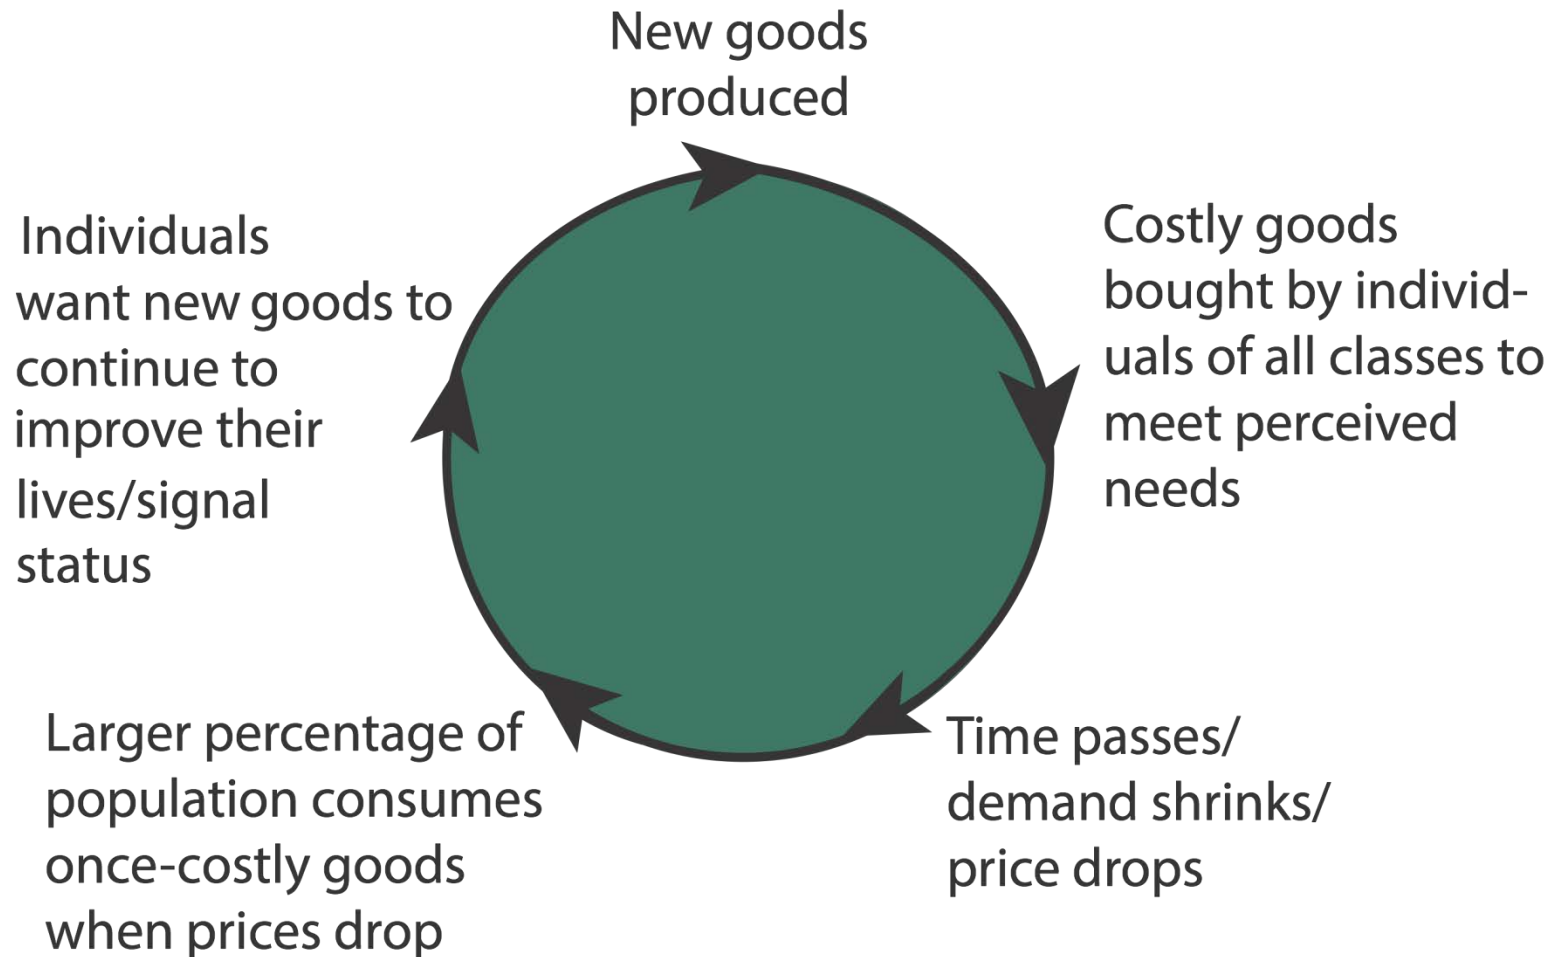 New goods
produced
Costly goods
bought by individ-
uals of all classes to
meet perceived
needs
Time passes/
demand shrinks/
price drops
Larger percentage of
population consumes
once-costly goods
when prices drop
Individuals
want new goods to
continue to
improve their
lives/signal
status